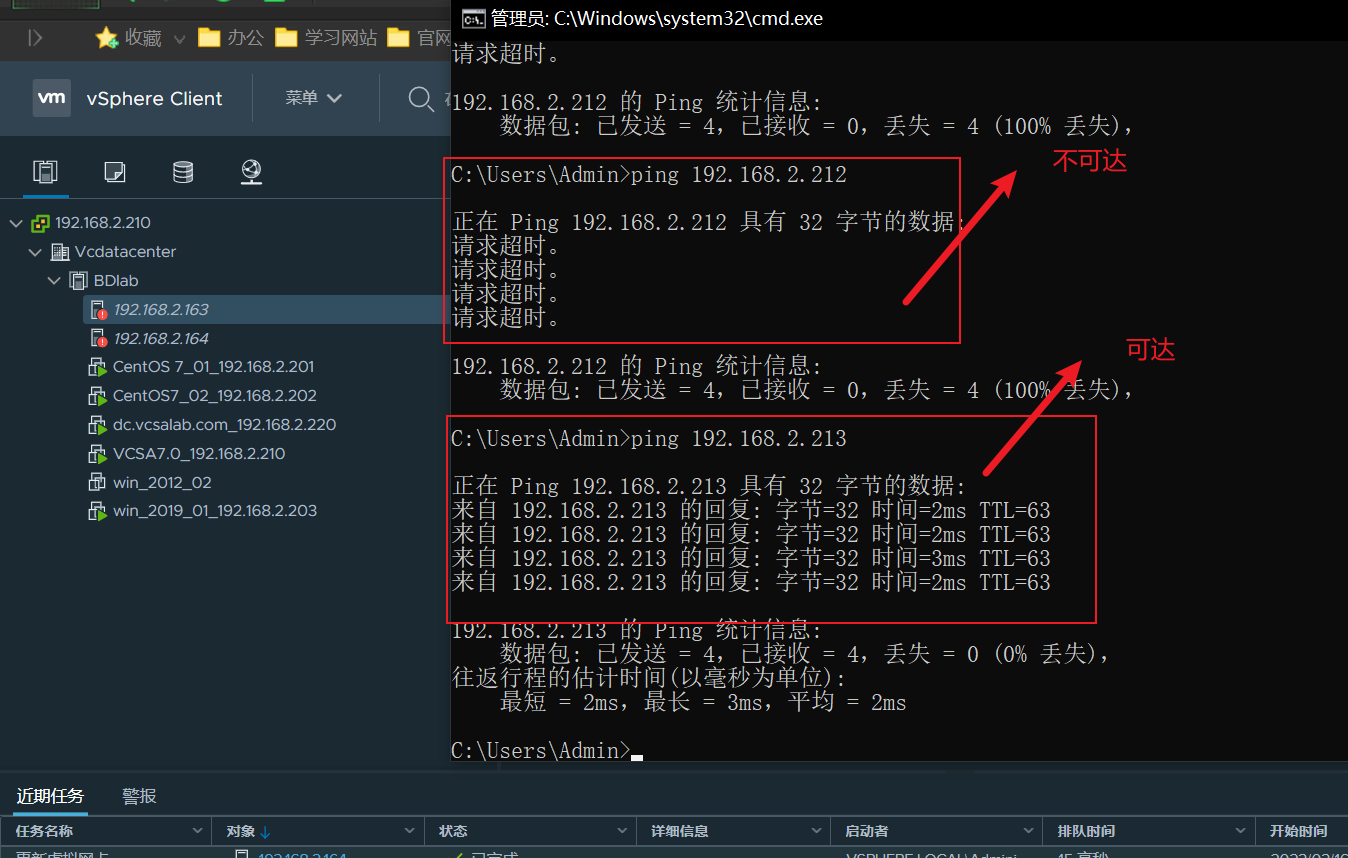 管理员: C:\Windows\system32\cmd.exe
收藏 办公 学习网站 官网
vm vSphere Client 菜单
请求超时。
192.168.2.212 的 Ping 统计信息:
数据包: 已发送 = 4, 已接收 = 0, 丢失 = 4 (100% 丢失),
不可达
C:\Users\Admin>ping 192.168.2.212
正在 Ping 192.168.2.212 具有 32 字节的数据:
请求超时。
请求超时。
请求超时。
请求超时。
可达
192.168.2.212 的 Ping 统计信息:
数据包: 已发送 = 4, 已接收 = 0, 丢失 = 4 (100% 丢失),
C:\Users\Admin>ping 192.168.2.213
正在 Ping 192.168.2.213 具有 32 字节的数据:
来自 192.168.2.213 的回复: 字节=32 时间=2ms TTL=63
来自 192.168.2.213 的回复: 字节=32 时间=2ms TTL=63
来自 192.168.2.213 的回复: 字节=32 时间=3ms TTL=63
来自 192.168.2.213 的回复: 字节=32 时间=2ms TTL=63
192.168.2.213 的 Ping 统计信息:
数据包: 已发送 = 4, 已接收 = 4, 丢失 = 0 (0% 丢失),
往返行程的估计时间(以毫秒为单位):
最短 = 2ms, 最长 = 3ms, 平均 = 2ms
C:\Users\Admin>
192.168.2.210
Vcdatacenter
BDlab
192.168.2.163
192.168.2.164
CentOS 7_01_192.168.2.201
CentOS7_02_192.168.2.202
dc.vcsalab.com_192.168.2.220
VCSA7.0_192.168.2.210
win_2012_02
win_2019_01_192.168.2.203
近期任务 警报
任务名称 对象 状态 详细信息 启动者 排队时间 开始时间
更新虚拟网卡 192.168.2.164 已完成 VSPHERE.LOCAL\Admini 45 毫秒